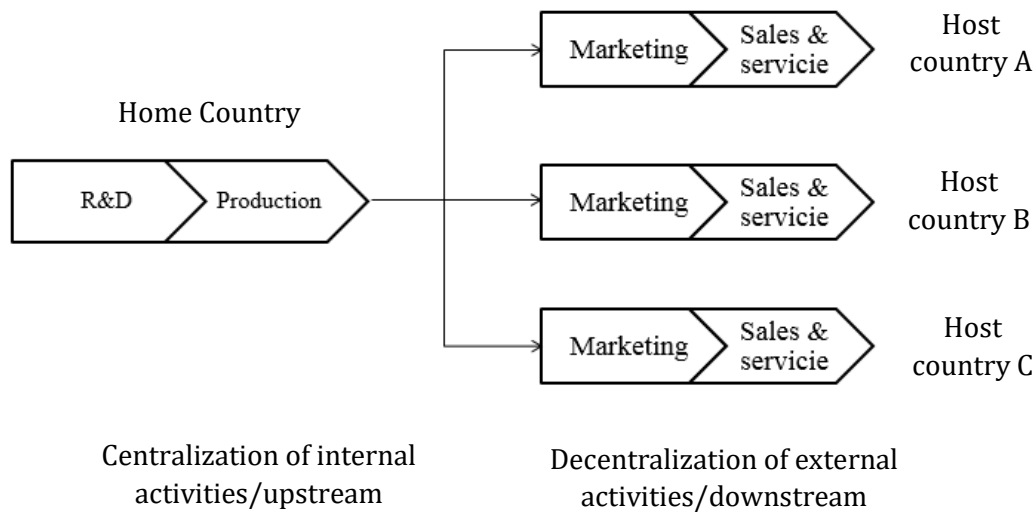 Marketing
Sales &
servicie
Host
country A
Home Country
R&D
Production
Marketing
Sales &
servicie
Host
country B
Marketing
Sales &
servicie
Host
country C
Centralization of internal
activities/upstream
Decentralization of external
activities/downstream